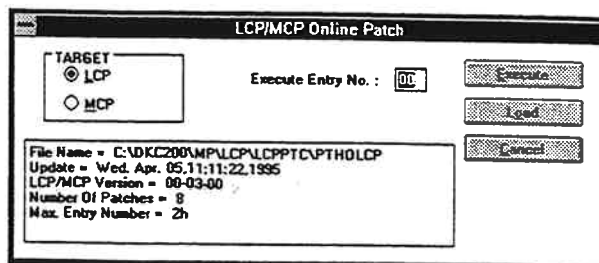 LCP/MCP Online Patch
TARGET
LCP
MCP
Execute Entry No. : 00
Execute
Load
Cancel
File Name = C:\DKC200\MP\LCP\LCPPTC\PTHOLCP
Update = Wed. Apr. 05,11:11:22,1995
LCP/MCP Version = 00-03-00
Number Of Patches = 8
Max. Entry Number = 2h